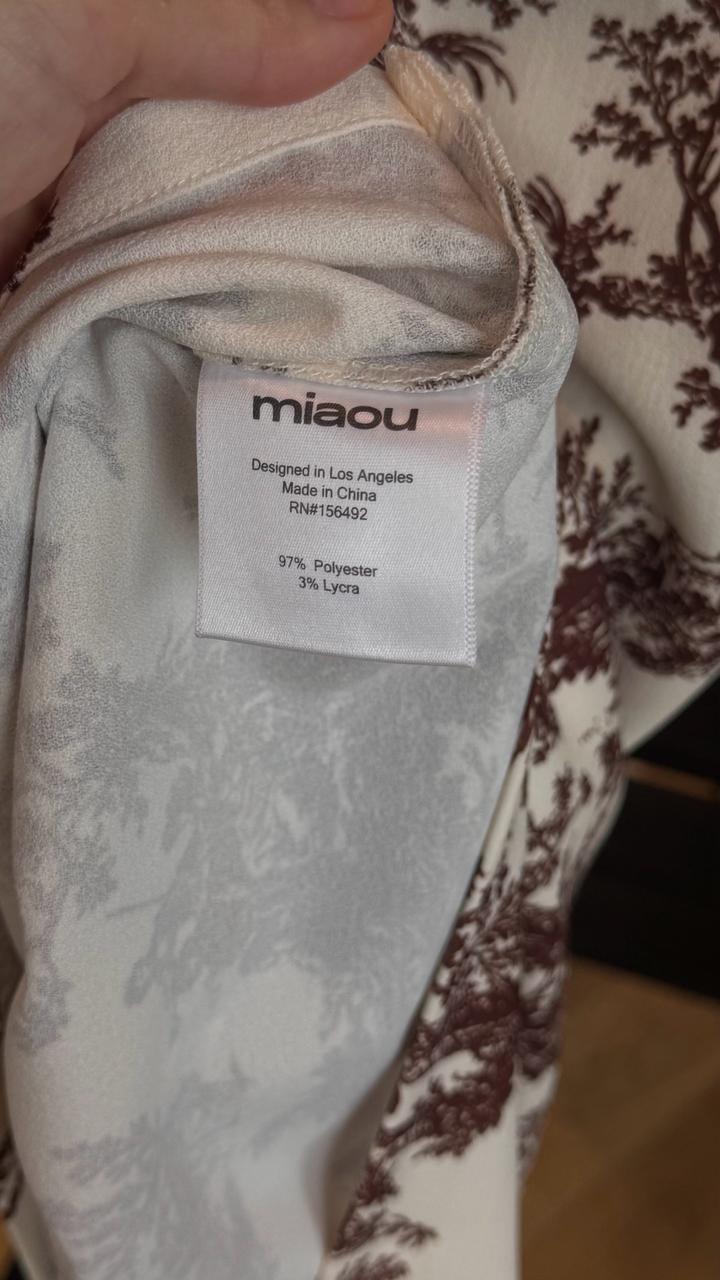 miaou
Designed in Los Angeles
Made in China
RN#156492
97% Polyester
3% Lycra